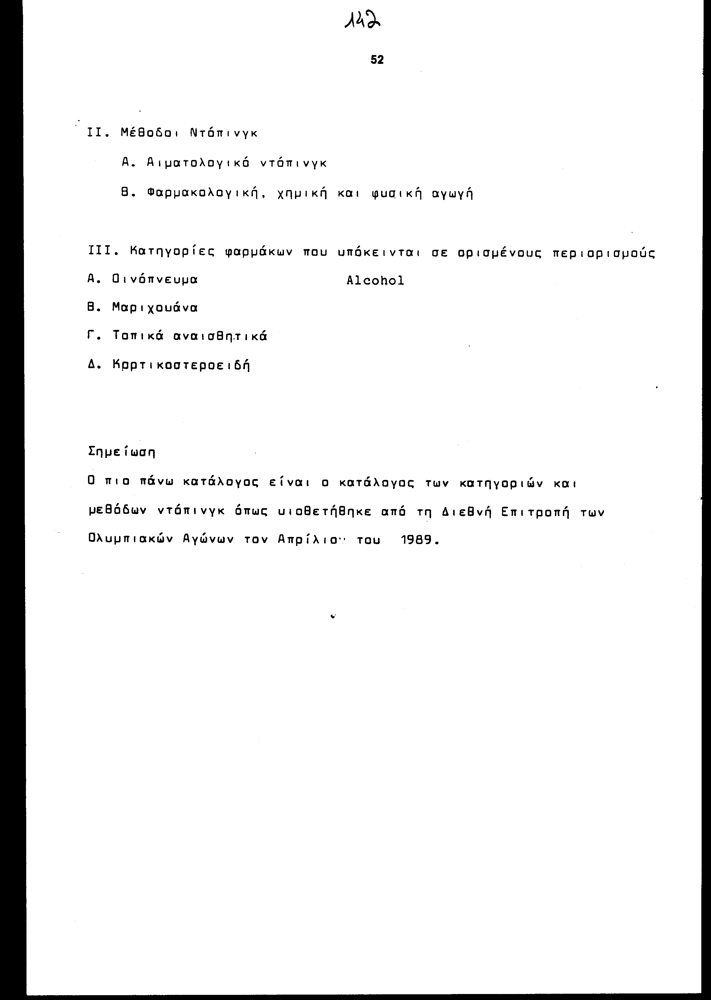 142
52
II. Μέθοδοι Ντόπινγκ
Α. Αιματολογικό ντόπινγκ
Β. Φαρμακολογική, χημική και φυσική αγωγή
III. Κατηγορίες φαρμάκων που υπόκεινται σε ορισμένους περιορισμούς
Α. Οινόπνευμα Alcohol
Β. Μαριχουάνα
Γ. Τοπικά αναισθητικά
Δ. Κορτικοστεροειδή
Σημείωση
Ο πιο πάνω κατάλογος είναι ο κατάλογος των κατηγοριών και
μεθόδων ντόπινγκ όπως υιοθετήθηκε από τη Διεθνή Επιτροπή των
Ολυμπιακών Αγώνων τον Απρίλιο του 1989.